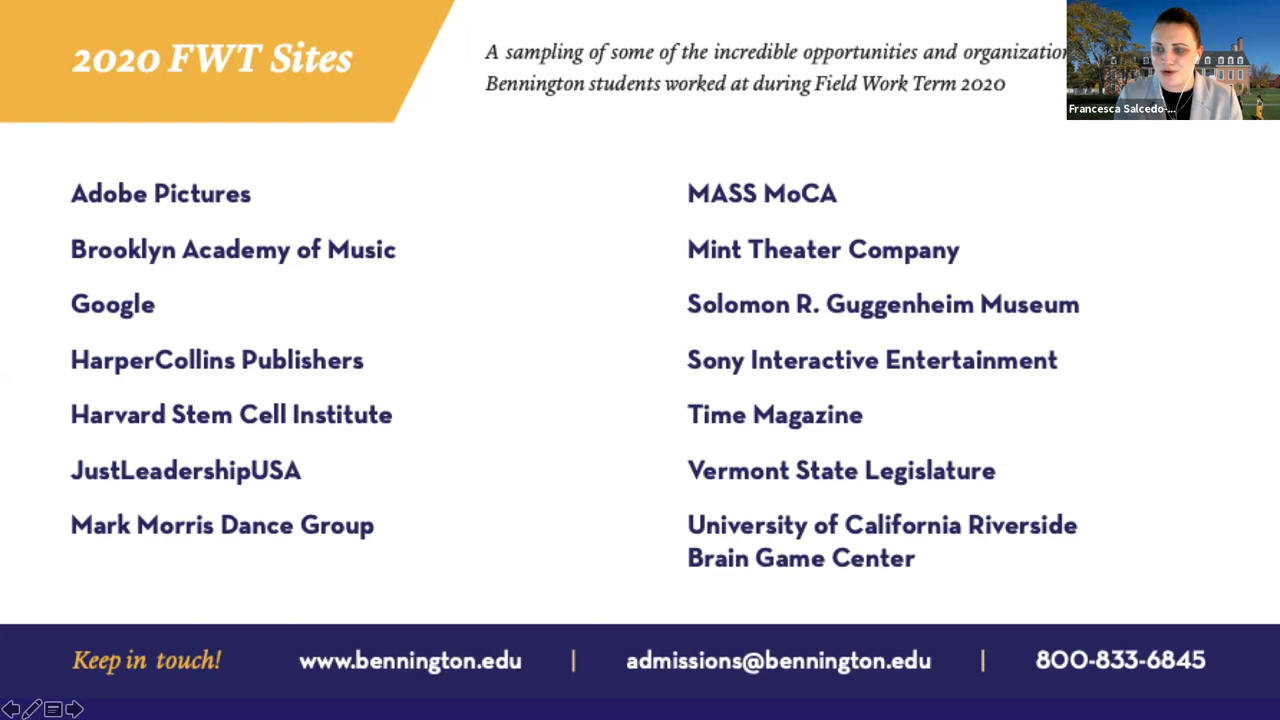 2020 FWT Sites
A sampling of some of the incredible opportunities and
Bennington students worked at during Field Work Term 2020
Francesca Salcedo-...
Adobe Pictures
Brooklyn Academy of Music
Google
HarperCollins Publishers
Harvard Stem Cell Institute
JustLeadershipUSA
Mark Morris Dance Group
MASS MoCA
Mint Theater Company
Solomon R. Guggenheim Museum
Sony Interactive Entertainment
Time Magazine
Vermont State Legislature
University of California Riverside
Brain Game Center
Keep in touch! www.bennington.edu | admissions@bennington.edu | 800-833-6845